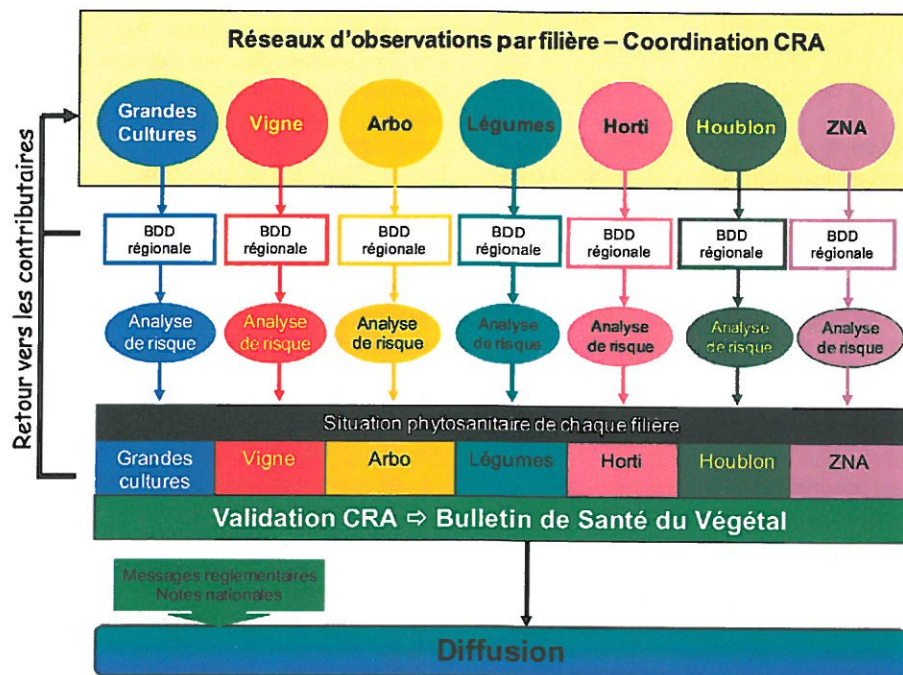 Réseaux d'observations par filière – Coordination CRA
Grandes
Cultures
Vigne
Arbo
Légumes
Horti
Houblon
ZNA
Retour vers les contributaires
BDD
régionale
BDD
régionale
BDD
régionale
BDD
régionale
BDD
régionale
BDD
régionale
BDD
régionale
Analyse
de risque
Analyse
de risque
Analyse
de risque
Analyse
de risque
Analyse
de risque
Analyse
de risque
Analyse
de risque
Situation phytosanitaire de chaque filière
Grandes
cultures
Vigne
Arbo
Légumes
Horti
Houblon
ZNA
Validation CRA ⇨ Bulletin de Santé du Végétal
Messages réglementaires
Notes nationales
Diffusion